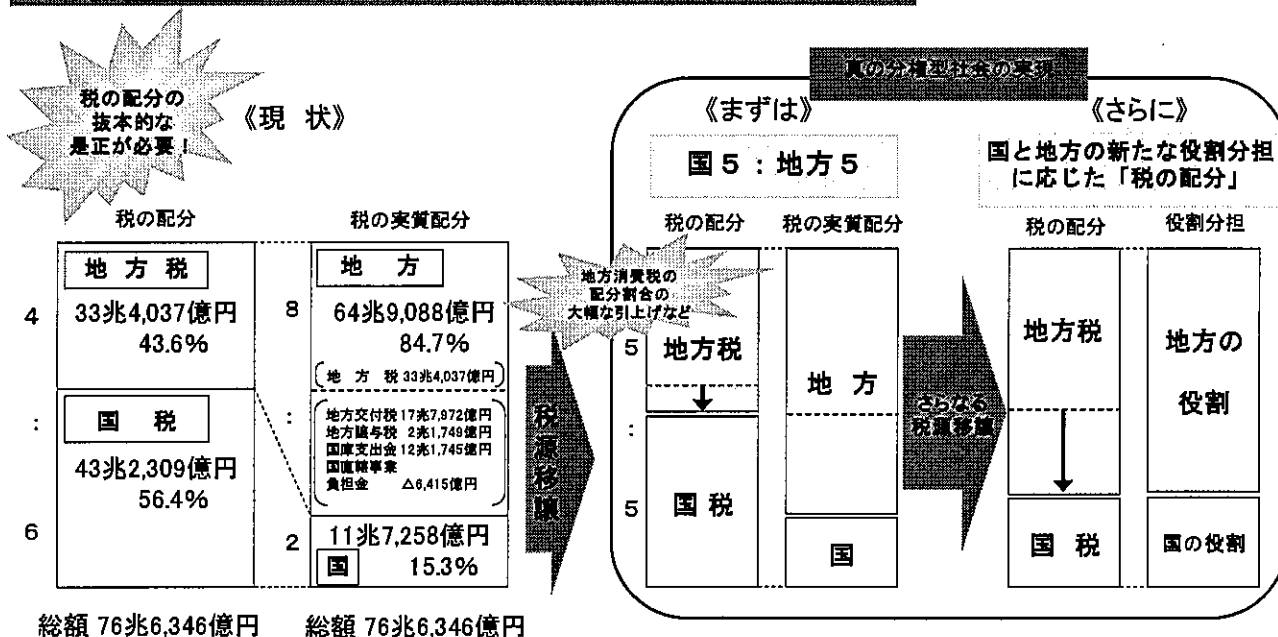 税の配分の
抜本的な
是正が必要！
《現　状》
税の配分
税の実質配分
4
:
6
地 方 税
33兆4,037億円
43.6%
国　税
43兆2,309億円
56.4%
8
:
2
地　方
64兆9,088億円
84.7%
地　方　税 33兆4,037億円
地方交付税 17兆7,972億円
地方譲与税　2兆1,749億円
国庫支出金 12兆1,745億円
国直轄事業
負担金　　△6,415億円
11兆7,258億円
国　15.3%
総額 76兆6,346億円
総額 76兆6,346億円
税源移譲
真の分権型社会の実現
《まずは》
国５：地方５
税の配分
税の実質配分
地方消費税の
配分割合の
大幅な引上げなど
5
:
5
地方税
国 税
地　方
国
さらなる
税源移譲
《さらに》
国と地方の新たな役割分担
に応じた「税の配分」
税の配分
役割分担
地方税
国　税
地方の
役割
国の役割